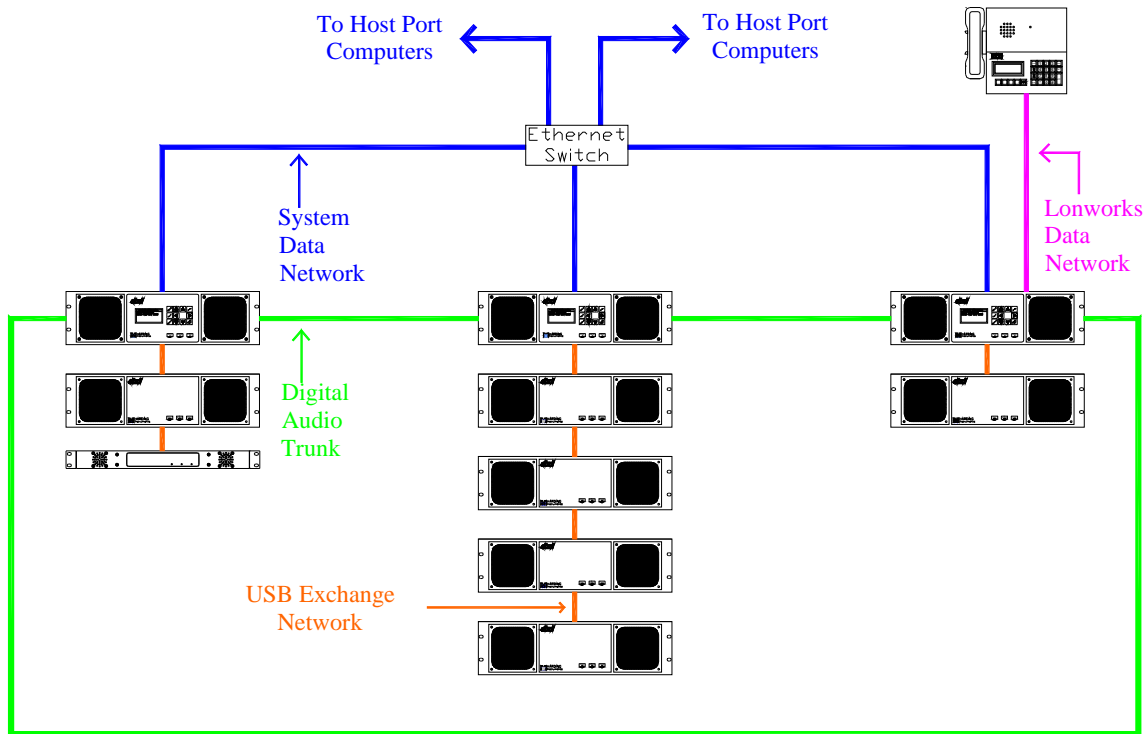 To Host Port
Computers
To Host Port
Computers
Ethernet
Switch
System
Data
Network
Lonworks
Data
Network
Digital
Audio
Trunk
USB Exchange
Network